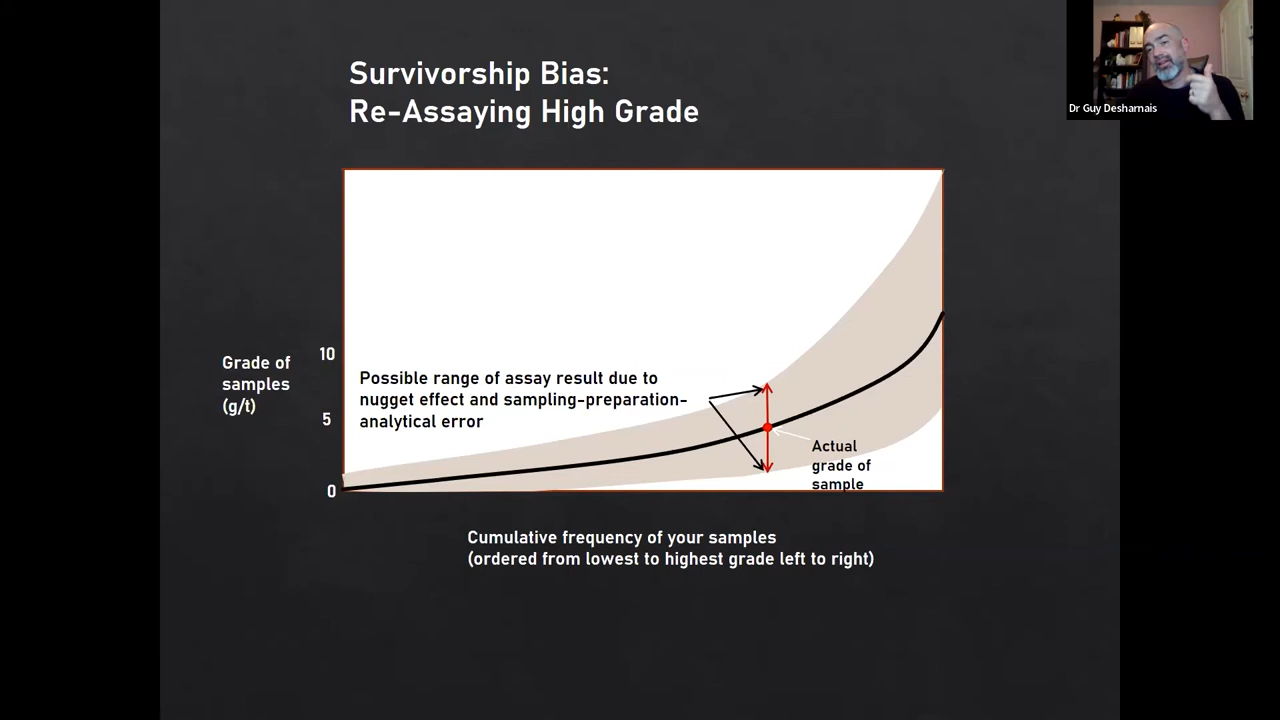 Survivorship Bias:
Re-Assaying High Grade
Dr Guy Desharnais
10
Grade of
samples
(g/t)
5
0
Possible range of assay result due to
nugget effect and sampling-preparation-
analytical error
Actual
grade of
sample
Cumulative frequency of your samples
(ordered from lowest to highest grade left to right)